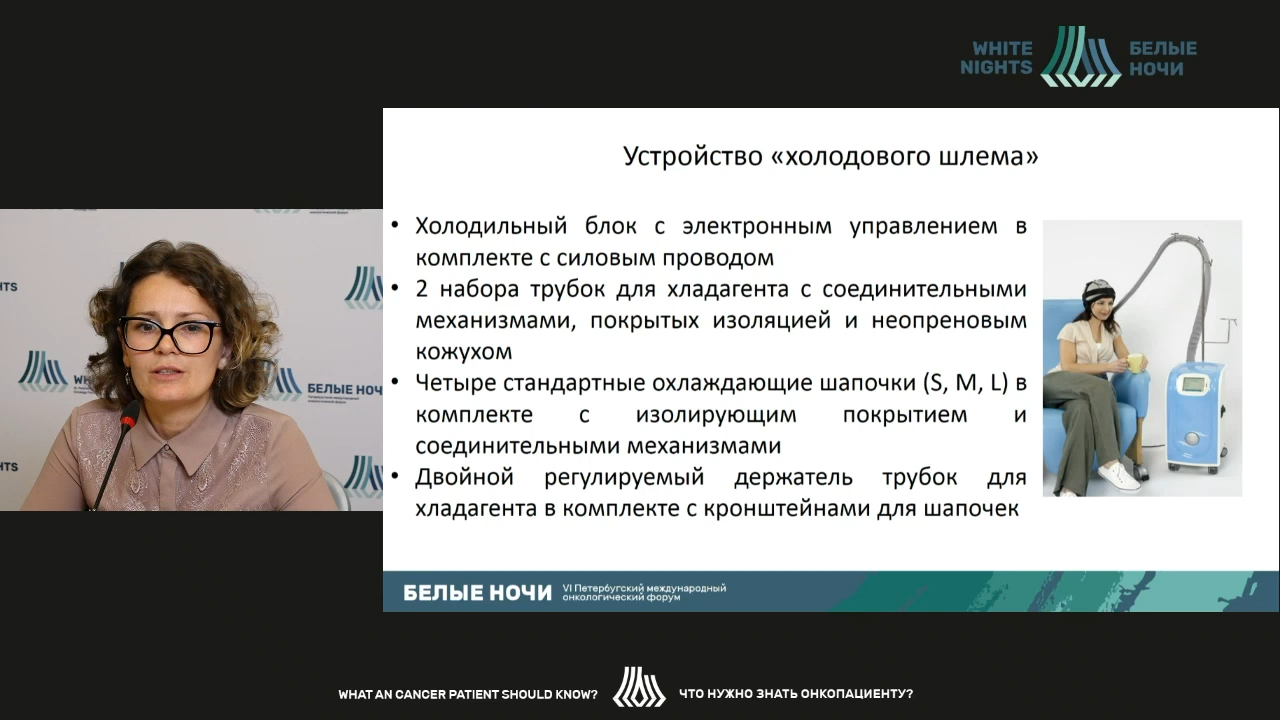 WHITE
NIGHTS
БЕЛЫЕ
НОЧИ
Устройство «холодового шлема»
• Холодильный блок с электронным управлением в
комплекте с силовым проводом
• 2 набора трубок для хладагента с соединительными
механизмами, покрытых изоляцией и неопреновым
кожухом
• Четыре стандартные охлаждающие шапочки (S, M, L) в
комплекте с изолирующим покрытием и
соединительными механизмами
• Двойной регулируемый держатель трубок для
хладагента в комплекте с кронштейнами для шапочек
БЕЛЫЕ НОЧИ
VI Петербургский международный
онкологический форум
БЕЛЫЕ НОЧ
WHAT AN CANCER PATIENT SHOULD KNOW?
ЧТО НУЖНО ЗНАТЬ ОНКОПАЦИЕНТУ?